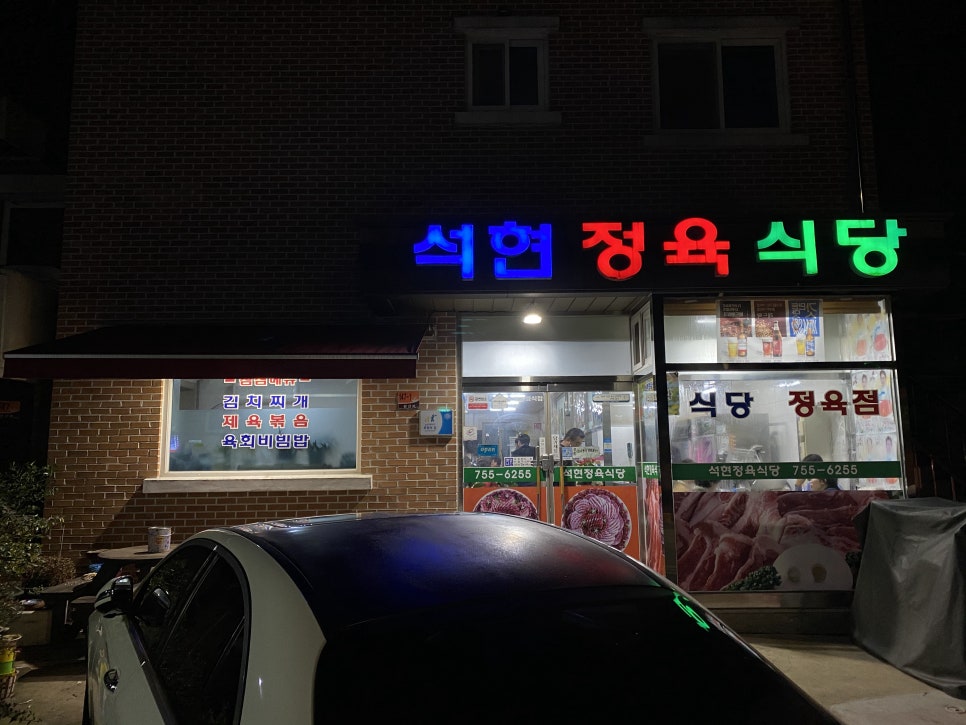 석현 정육 식당
김치찌개
제육볶음
육회비빔밥
식당 정육점
755-6255 석현정육식당
석현정육식당 755-6255